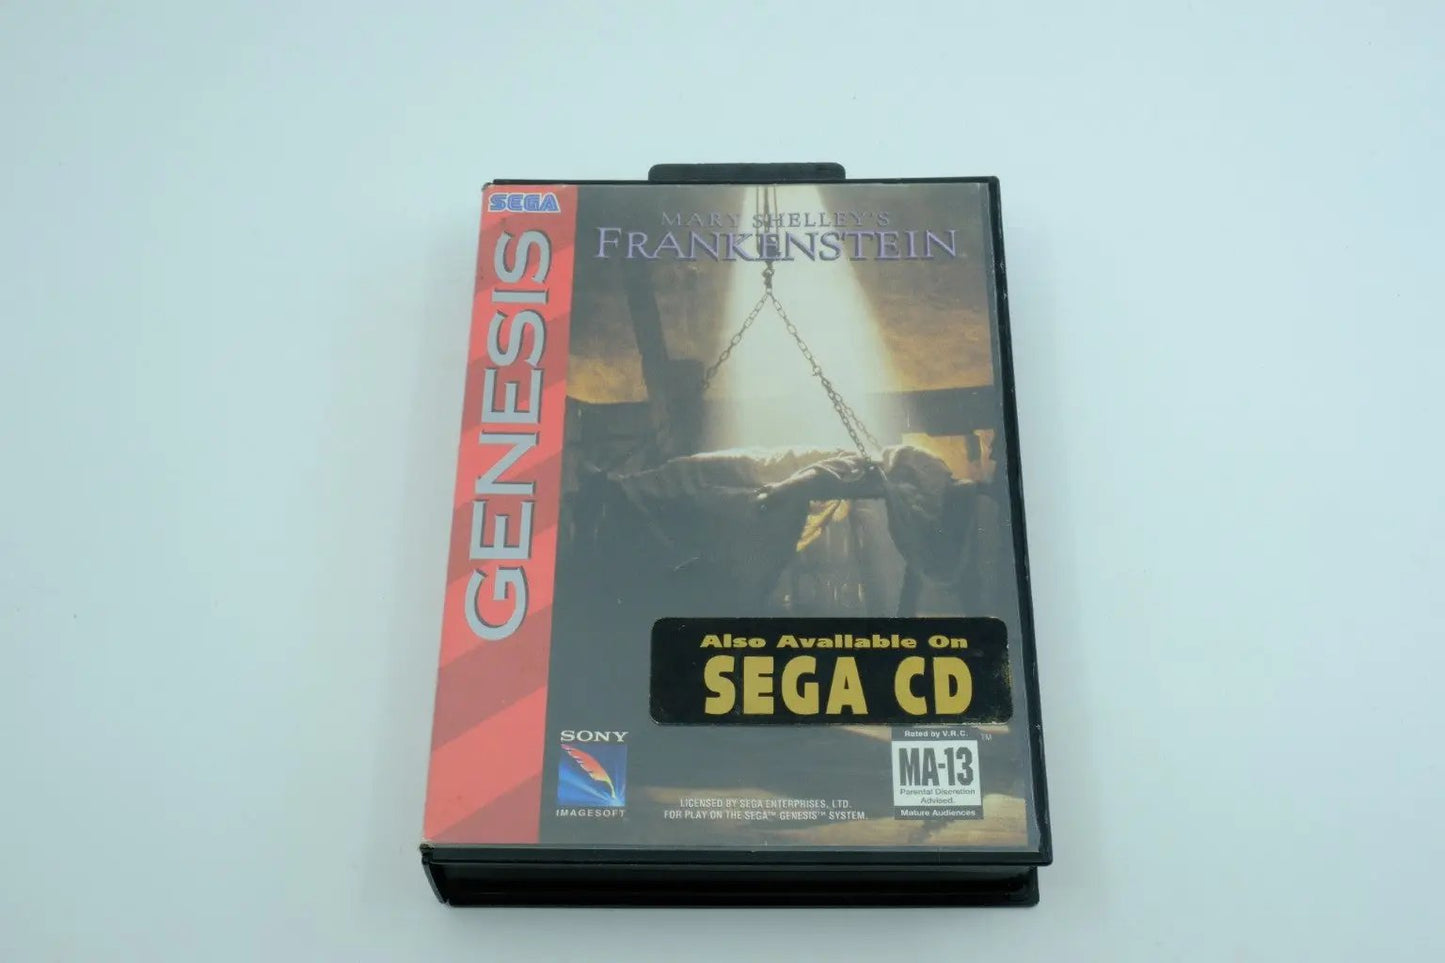 SEGA
GENESIS
MARY SHELLEY'S
FRANKENSTEIN
Also Available On
SEGA CD
SONY
IMAGESOFT
LICENSED BY SEGA ENTERPRISES, LTD.
FOR PLAY ON THE SEGA™ GENESIS™ SYSTEM.
Rated by V.R.C.
TM
MA-13
Parental Discretion
Advised.
Mature Audiences